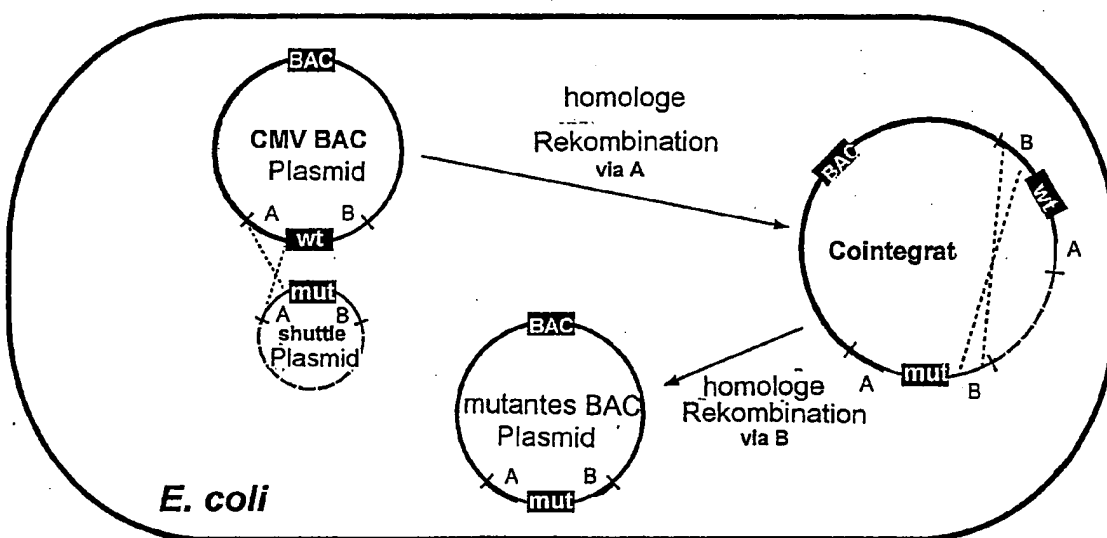 BAC
CMV BAC
Plasmid
A
B
wt
mut
A
B
shuttle
Plasmid
homologe
Rekombination
via A
BAC
B
wt
A
Cointegrat
A
mut
B
homologe
Rekombination
via B
BAC
mutantes BAC
Plasmid
A
B
mut
E. coli